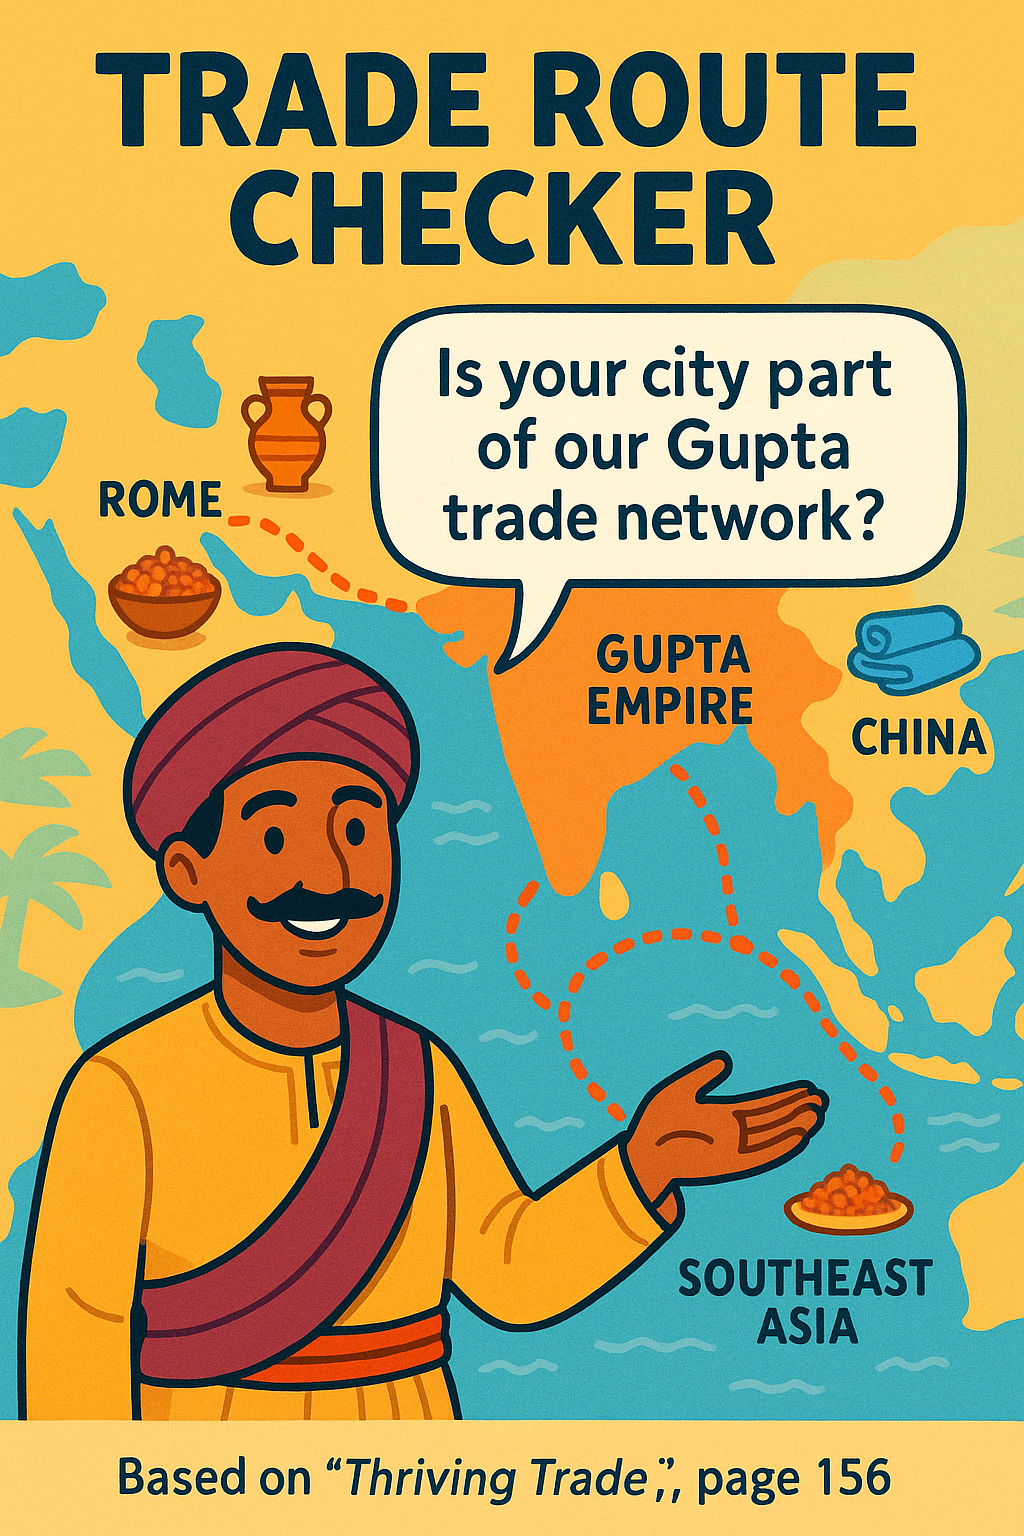 TRADE ROUTE
CHECKER
Is your city part
of our Gupta
trade network?
ROME
GUPTA
EMPIRE
CHINA
SOUTHEAST
ASIA
Based on “Thriving Trade”,, page 156